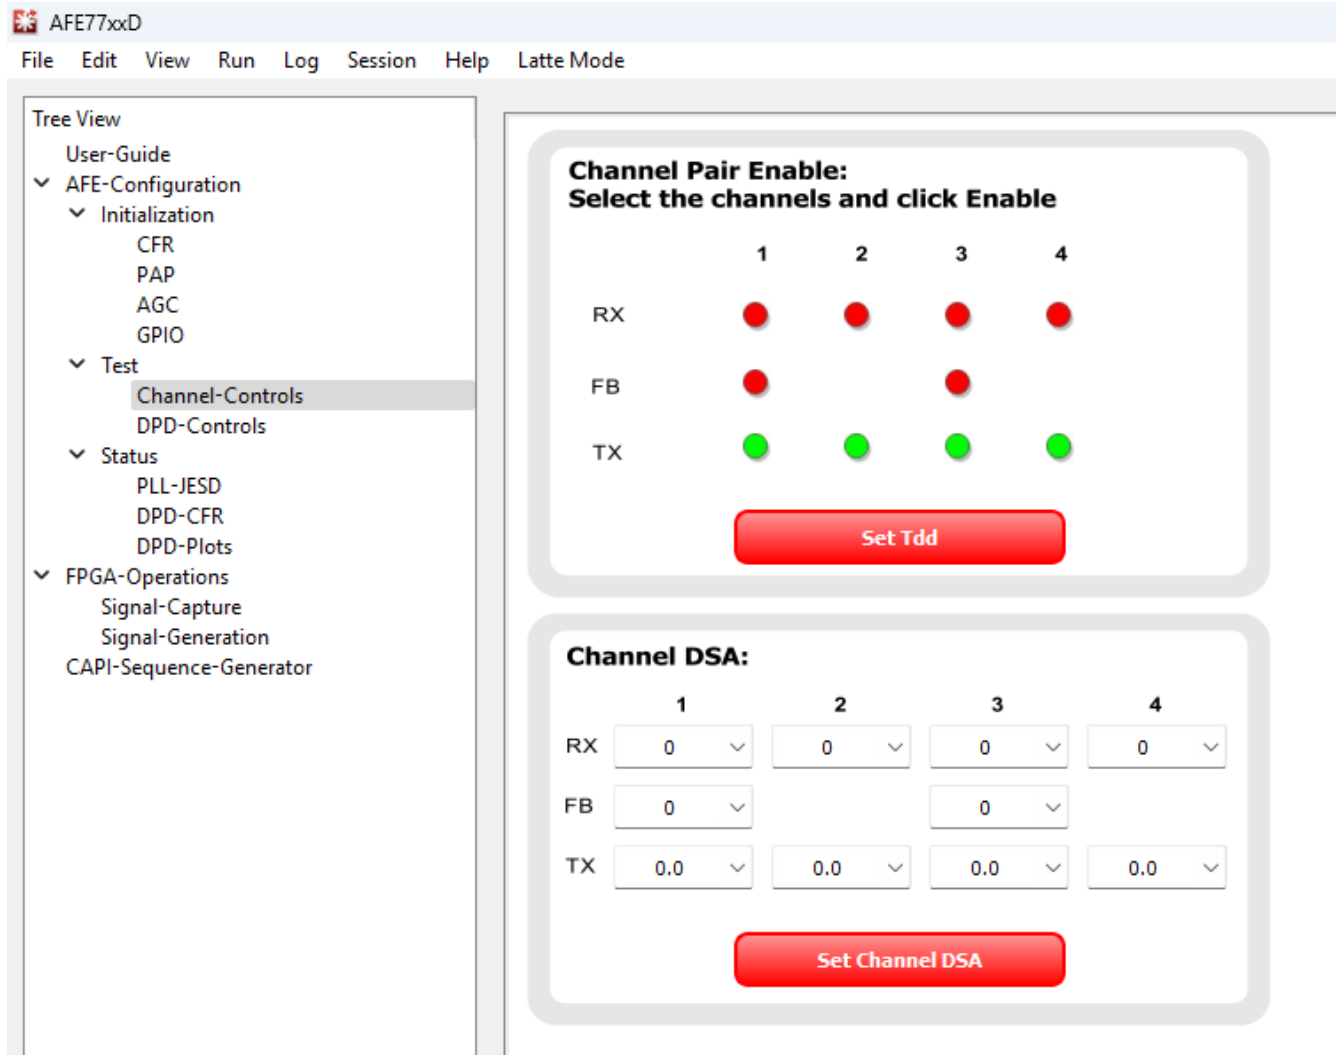 AFE77xxD
File Edit View Run Log Session Help Latte Mode
Tree View
User-Guide
AFE-Configuration
Initialization
CFR
PAP
AGC
GPIO
Test
Channel-Controls
DPD-Controls
Status
PLL-JESD
DPD-CFR
DPD-Plots
FPGA-Operations
Signal-Capture
Signal-Generation
CAPI-Sequence-Generator
Channel Pair Enable:
Select the channels and click Enable
1 2 3 4
RX
FB
TX
Set Tdd
Channel DSA:
1 2 3 4
RX 0 0 0 0
FB 0 0
TX 0.0 0.0 0.0 0.0
Set Channel DSA